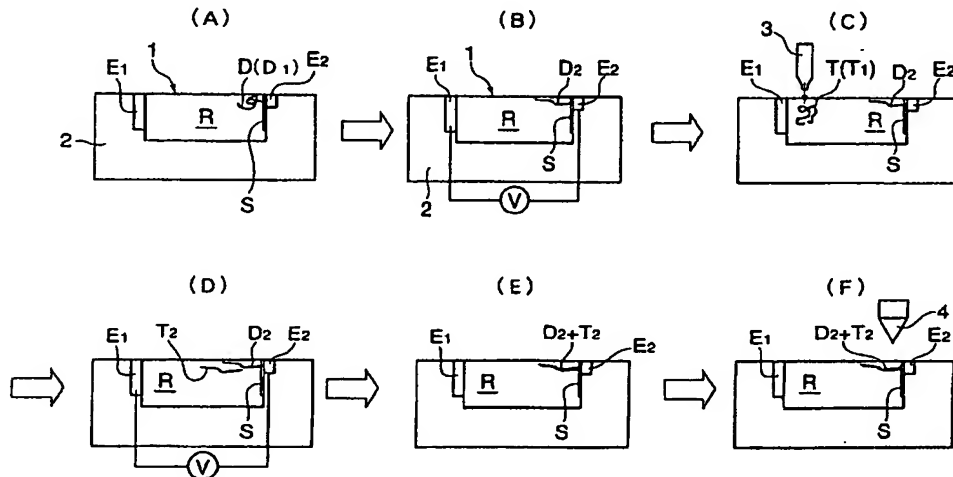 (A)
(B)
(C)
E1 1 D(D1) E2
2 R S
E1 1 D2 E2
2 R S V
3 E1 T(T1) D2 E2
R S
(D)
(E)
(F)
E1 T2 D2 E2
R S V
E1 D2+T2 E2
R S
E1 D2+T2 4 E2
R S